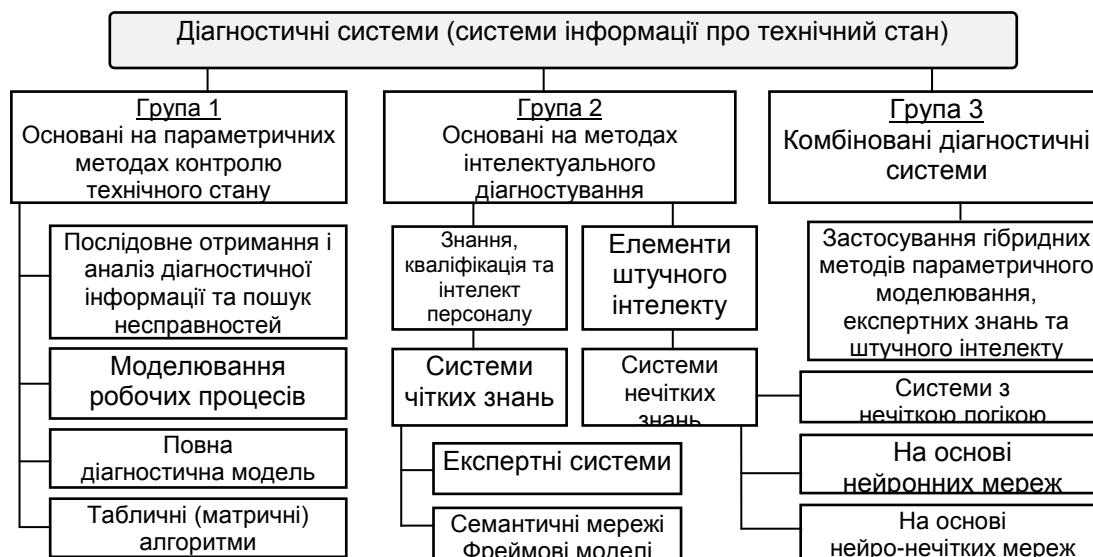 Діагностичні системи (системи інформації про технічний стан)
Група 1
Основані на параметричних
методах контролю
технічного стану
Послідовне отримання і
аналіз діагностичної
інформації та пошук
несправностей
Моделювання
робочих процесів
Повна
діагностична модель
Табличні (матричні)
алгоритми
Група 2
Основані на методах
інтелектуального
діагностування
Знання,
кваліфікація та
інтелект
персоналу
Системи
чітких знань
Експертні системи
Семантичні мережі
Фреймові моделі
Елементи
штучного
інтелекту
Системи
нечітких
знань
Група 3
Комбіновані діагностичні
системи
Застосування гібридних
методів параметричного
моделювання,
експертних знань та
штучного інтелекту
Системи з
нечіткою логікою
На основі
нейронних мереж
На основі
нейро-нечітких мереж